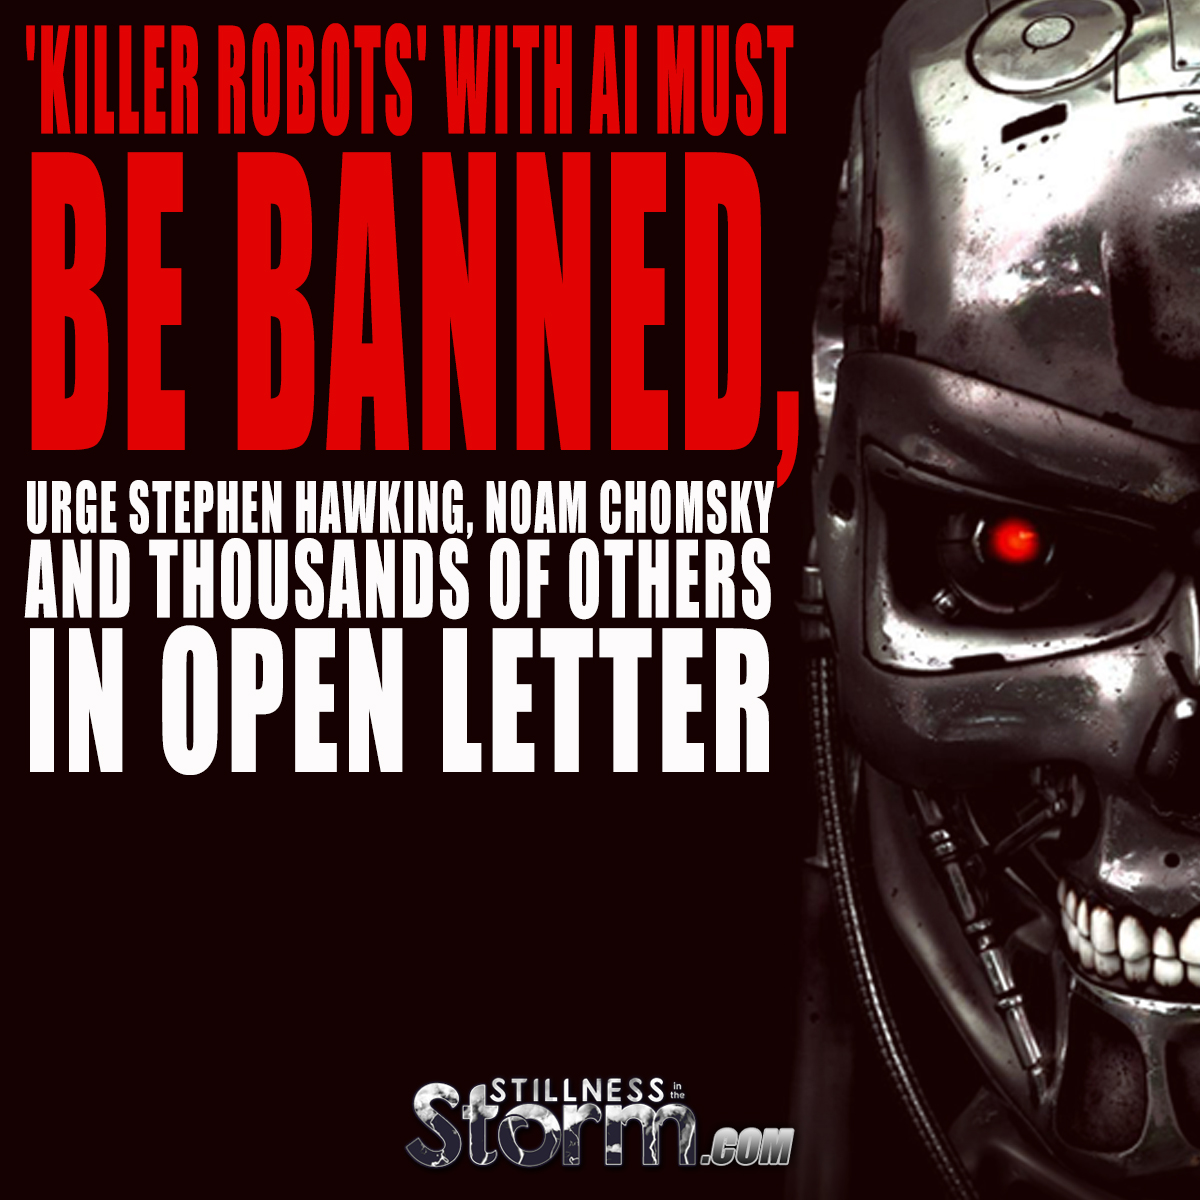 'KILLER ROBOTS' WITH AI MUST
BE BANNED,
URGE STEPHEN HAWKING, NOAM CHOMSKY
AND THOUSANDS OF OTHERS
IN OPEN LETTER
STILLNESS in the
Storm.COM